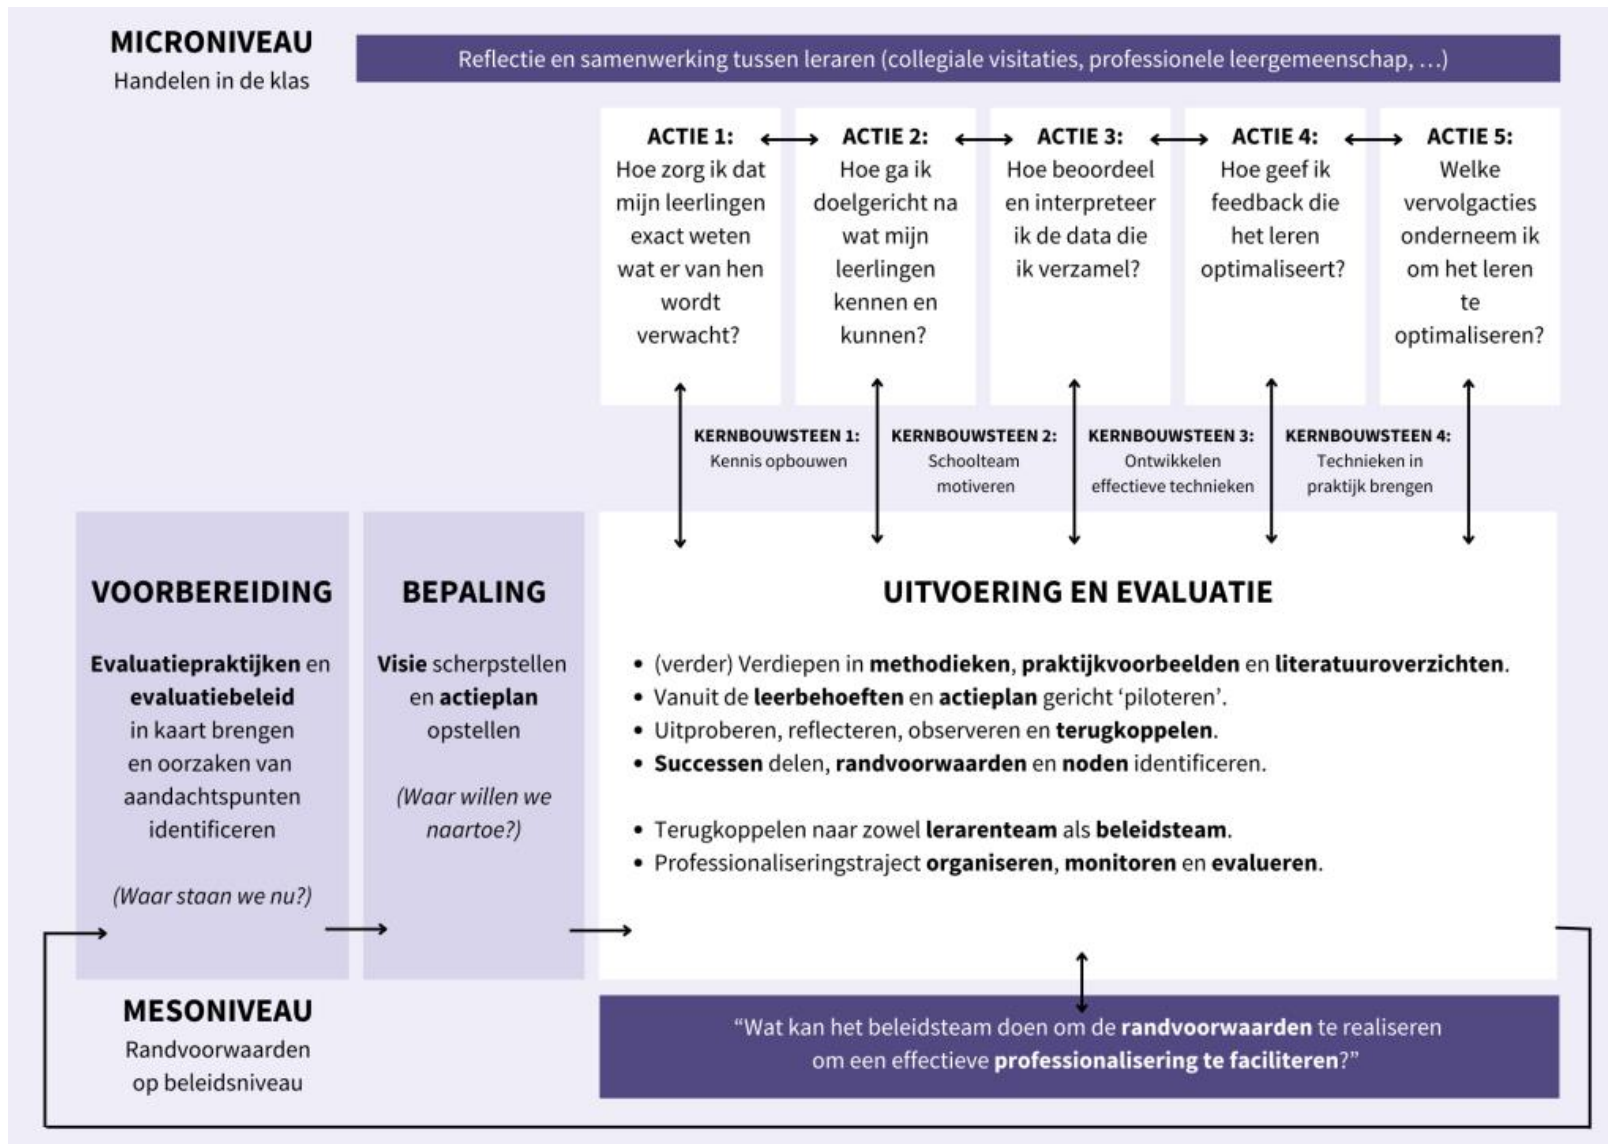 MICRONIVEAU
Handelen in de klas
Reflectie en samenwerking tussen leraren (collegiale visitaties, professionele leergemeenschap, …)
ACTIE 1:
Hoe zorg ik dat
mijn leerlingen
exact weten
wat er van hen
wordt
verwacht?
ACTIE 2:
Hoe ga ik
doelgericht na
wat mijn
leerlingen
kennen en
kunnen?
ACTIE 3:
Hoe beoordeel
en interpreteer
ik de data die
ik verzamel?
ACTIE 4:
Hoe geef ik
feedback die
het leren
optimaliseert?
ACTIE 5:
Welke
vervolgacties
onderneem ik
om het leren
te
optimaliseren?
KERNBOUWSTEEN 1:
Kennis opbouwen
KERNBOUWSTEEN 2:
Schoolteam
motiveren
KERNBOUWSTEEN 3:
Ontwikkelen
effectieve technieken
KERNBOUWSTEEN 4:
Technieken in
praktijk brengen
VOORBEREIDING
Evaluatiepraktijken en
evaluatiebeleid
in kaart brengen
en oorzaken van
aandachtspunten
identificeren
(Waar staan we nu?)
BEPALING
Visie scherpstellen
en actieplan
opstellen
(Waar willen we
naartoe?)
UITVOERING EN EVALUATIE
• (verder) Verdiepen in methodieken, praktijkvoorbeelden en literatuuroverzichten.
• Vanuit de leerbehoeften en actieplan gericht ‘piloteren’.
• Uitproberen, reflecteren, observeren en terugkoppelen.
• Successen delen, randvoorwaarden en noden identificeren.
• Terugkoppelen naar zowel lerarenteam als beleidsteam.
• Professionaliseringstraject organiseren, monitoren en evalueren.
MESONIVEAU
Randvoorwaarden
op beleidsniveau
“Wat kan het beleidsteam doen om de randvoorwaarden te realiseren
om een effectieve professionalisering te faciliteren?”